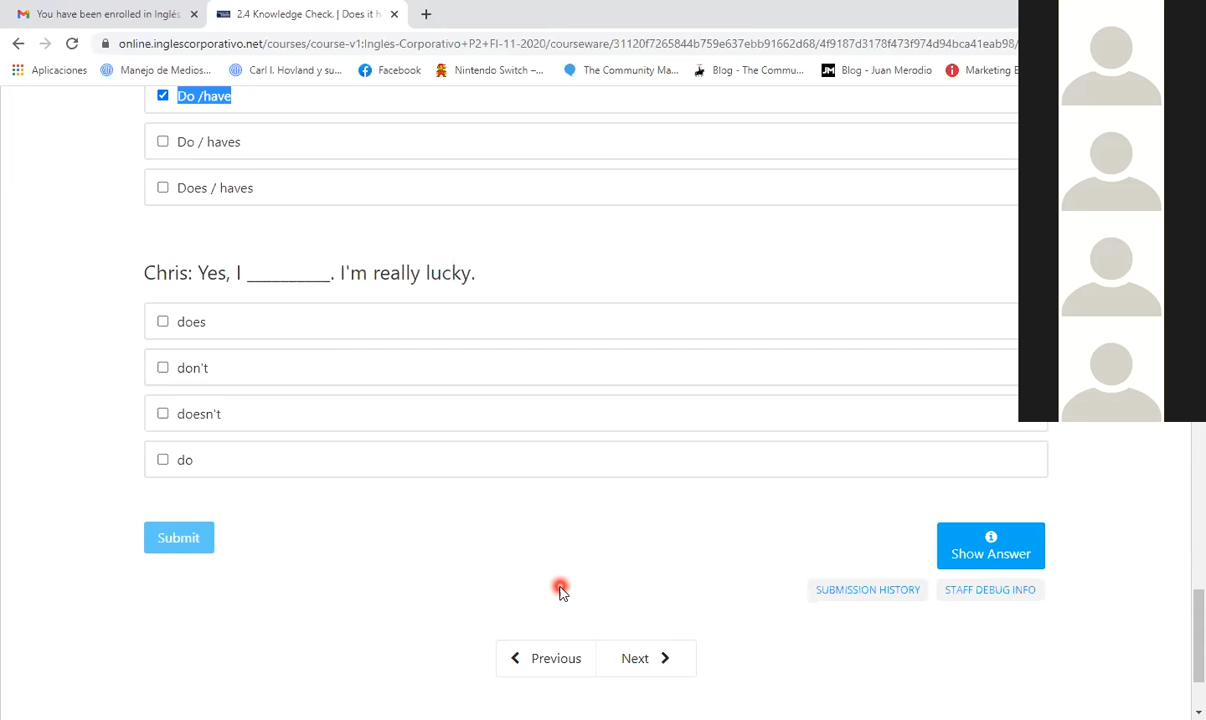 You have been enrolled in Inglés
2.4 Knowledge Check. | Does it h
online.inglescorporativo.net/courses/course-v1:Ingles-Corporativo+P2+FI-11-2020/courseware/31120f7265844b759e637ebb91662d68/4f9187d3178f473f974d94bca41eab98/
Aplicaciones
Manejo de Medios...
Carl I. Hovland y su...
Facebook
Nintendo Switch –...
The Community Ma...
Blog - The Commu...
JM Blog - Juan Merodio
Marketing E
Do /have
Do / haves
Does / haves
Chris: Yes, I __________. I'm really lucky.
does
don't
doesn't
do
Submit
Show Answer
SUBMISSION HISTORY
STAFF DEBUG INFO
Previous
Next